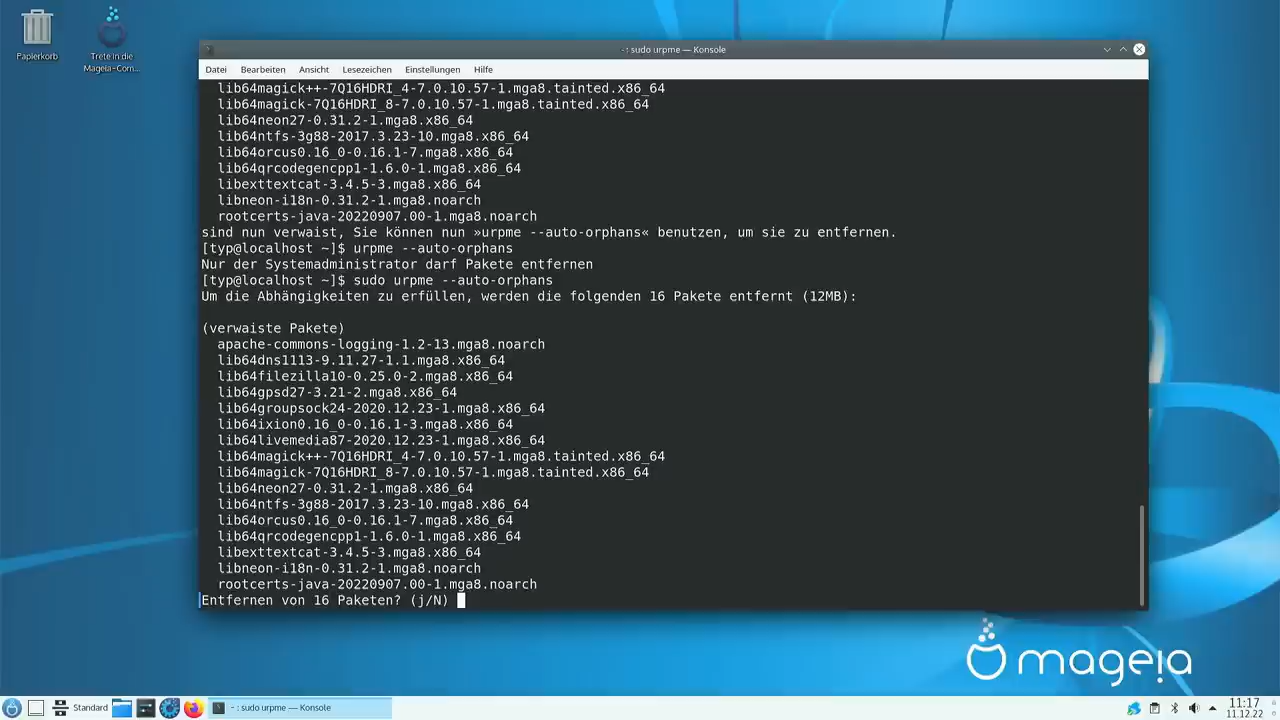 Papierkorb
Trete in die
Mageia-Com...
- : sudo urpme — Konsole
Datei Bearbeiten Ansicht Lesezeichen Einstellungen Hilfe
lib64magick++-7Q16HDRI_4-7.0.10.57-1.mga8.tainted.x86_64
lib64magick-7Q16HDRI_8-7.0.10.57-1.mga8.tainted.x86_64
lib64neon27-0.31.2-1.mga8.x86_64
lib64ntfs-3g88-2017.3.23-10.mga8.x86_64
lib64orcus0.16_0-0.16.1-7.mga8.x86_64
lib64qrcodegencpp1-1.6.0-1.mga8.x86_64
libexttextcat-3.4.5-3.mga8.x86_64
libneon-i18n-0.31.2-1.mga8.noarch
rootcerts-java-20220907.00-1.mga8.noarch
sind nun verwaist, Sie können nun »urpme --auto-orphans« benutzen, um sie zu entfernen.
[typ@localhost ~]$ urpme --auto-orphans
Nur der Systemadministrator darf Pakete entfernen
[typ@localhost ~]$ sudo urpme --auto-orphans
Um die Abhängigkeiten zu erfüllen, werden die folgenden 16 Pakete entfernt (12MB):
(verwaiste Pakete)
apache-commons-logging-1.2-13.mga8.noarch
lib64dns1113-9.11.27-1.1.mga8.x86_64
lib64filezilla10-0.25.0-2.mga8.x86_64
lib64gpsd27-3.21-2.mga8.x86_64
lib64groupsock24-2020.12.23-1.mga8.x86_64
lib64ixion0.16_0-0.16.1-3.mga8.x86_64
lib64livemedia87-2020.12.23-1.mga8.x86_64
lib64magick++-7Q16HDRI_4-7.0.10.57-1.mga8.tainted.x86_64
lib64magick-7Q16HDRI_8-7.0.10.57-1.mga8.tainted.x86_64
lib64neon27-0.31.2-1.mga8.x86_64
lib64ntfs-3g88-2017.3.23-10.mga8.x86_64
lib64orcus0.16_0-0.16.1-7.mga8.x86_64
lib64qrcodegencpp1-1.6.0-1.mga8.x86_64
libexttextcat-3.4.5-3.mga8.x86_64
libneon-i18n-0.31.2-1.mga8.noarch
rootcerts-java-20220907.00-1.mga8.noarch
Entfernen von 16 Paketen? (j/N)
mageia
Standard
- : sudo urpme — Konsole
11:17
11.12.22